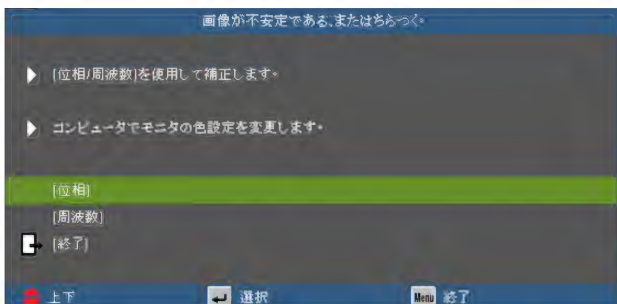 画像が不安定である、またはちらつく。
[位相/周波数]を使用して補正します。
コンピュータでモニタの色設定を変更します。
[位相]
[周波数]
[終了]
上下 選択 Menu 終了